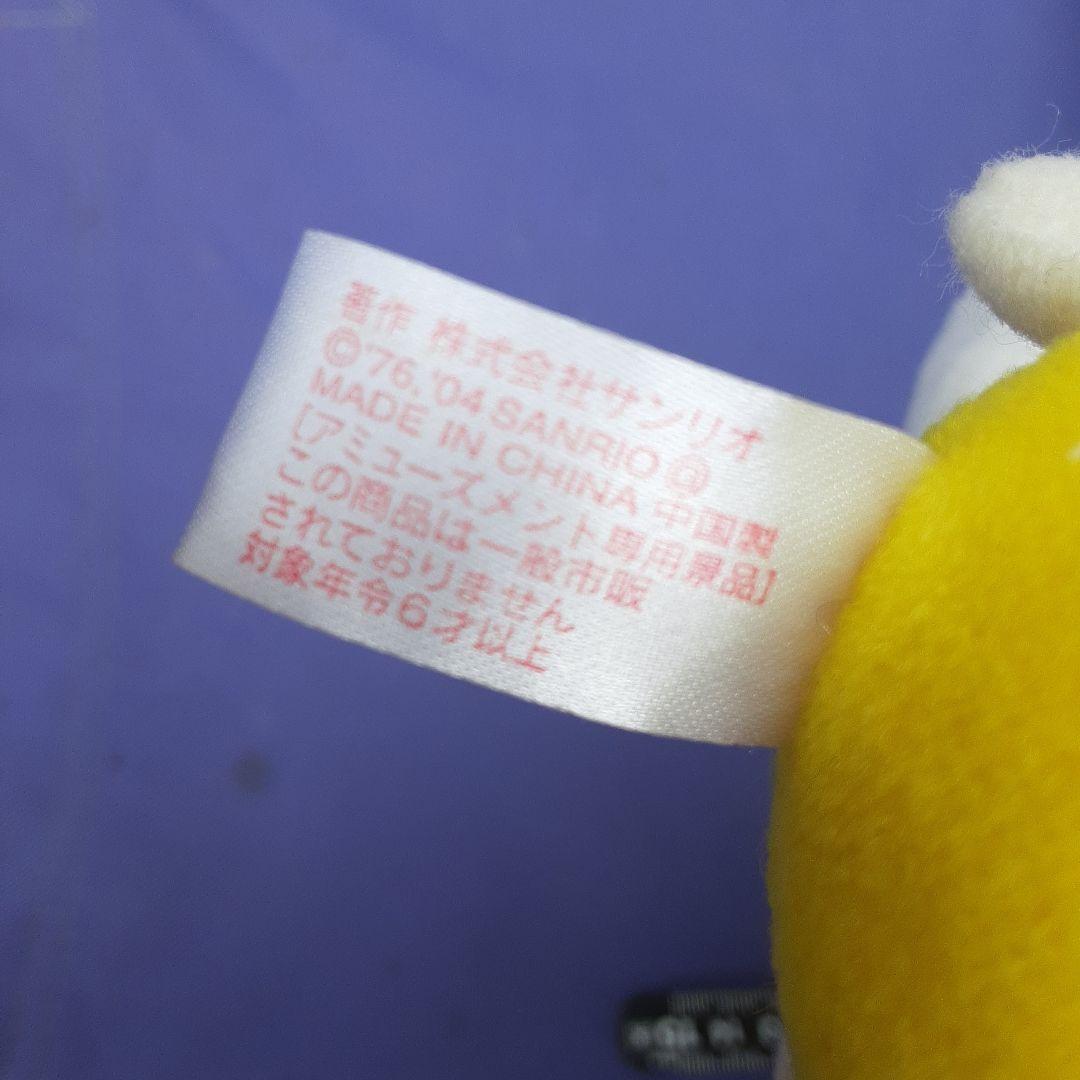 著作 株式会社サンリオ
©'76,'04 SANRIO ⓐ
MADE IN CHINA 中国製
[アミューズメント専用景品]
この商品は一般市販
されておりません
対象年令6才以上